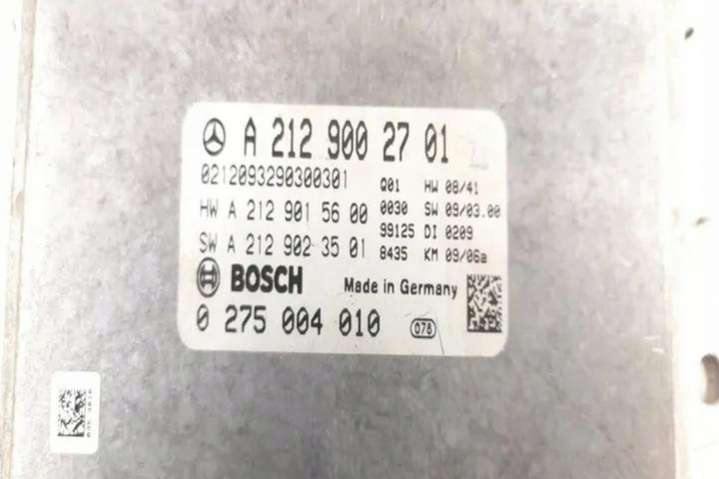 A 212 900 27 01
0212093290300301 Q01 HW 08/41
HW A 212 901 56 00 0030 SW 09/03.00
SW A 212 902 35 01 99125 DI 0209
8435 KM 09/06a
BOSCH Made in Germany
0 275 004 010 078